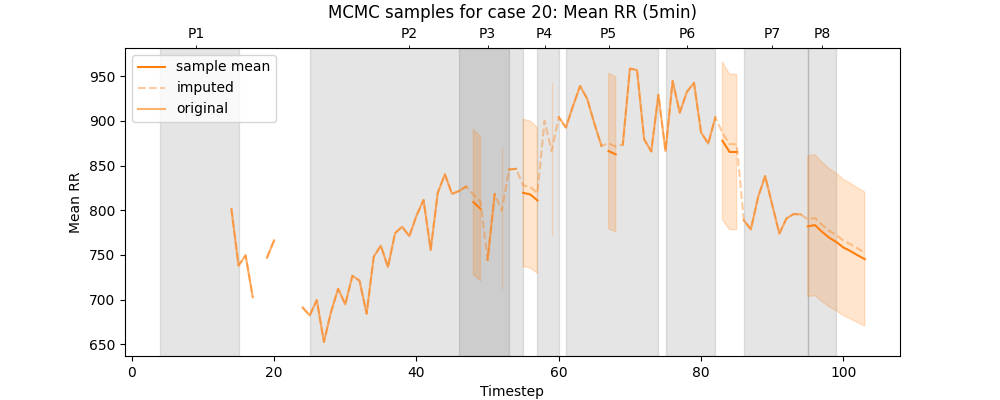 MCMC samples for case 20: Mean RR (5min)
P1 P2 P3 P4 P5 P6 P7 P8
sample mean
imputed
original
950
900
850
800
750
700
650
Mean RR
0 20 40 60 80 100
Timestep